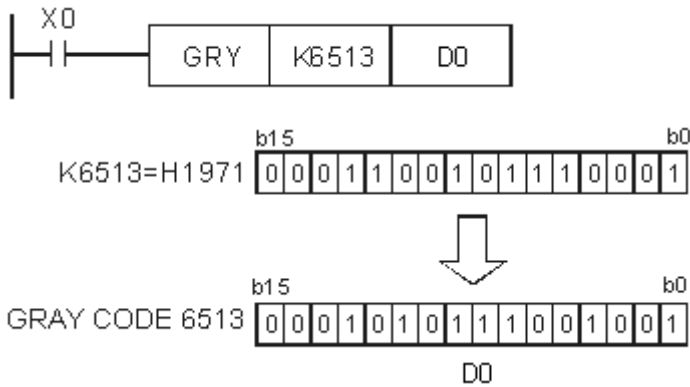 X0
GRY K6513 D0
b15 b0
K6513=H1971 0 0 0 1 1 0 0 1 0 1 1 1 0 0 0 1
b15 b0
GRAY CODE 6513 0 0 0 1 0 1 0 1 1 1 0 0 1 0 0 1
D0